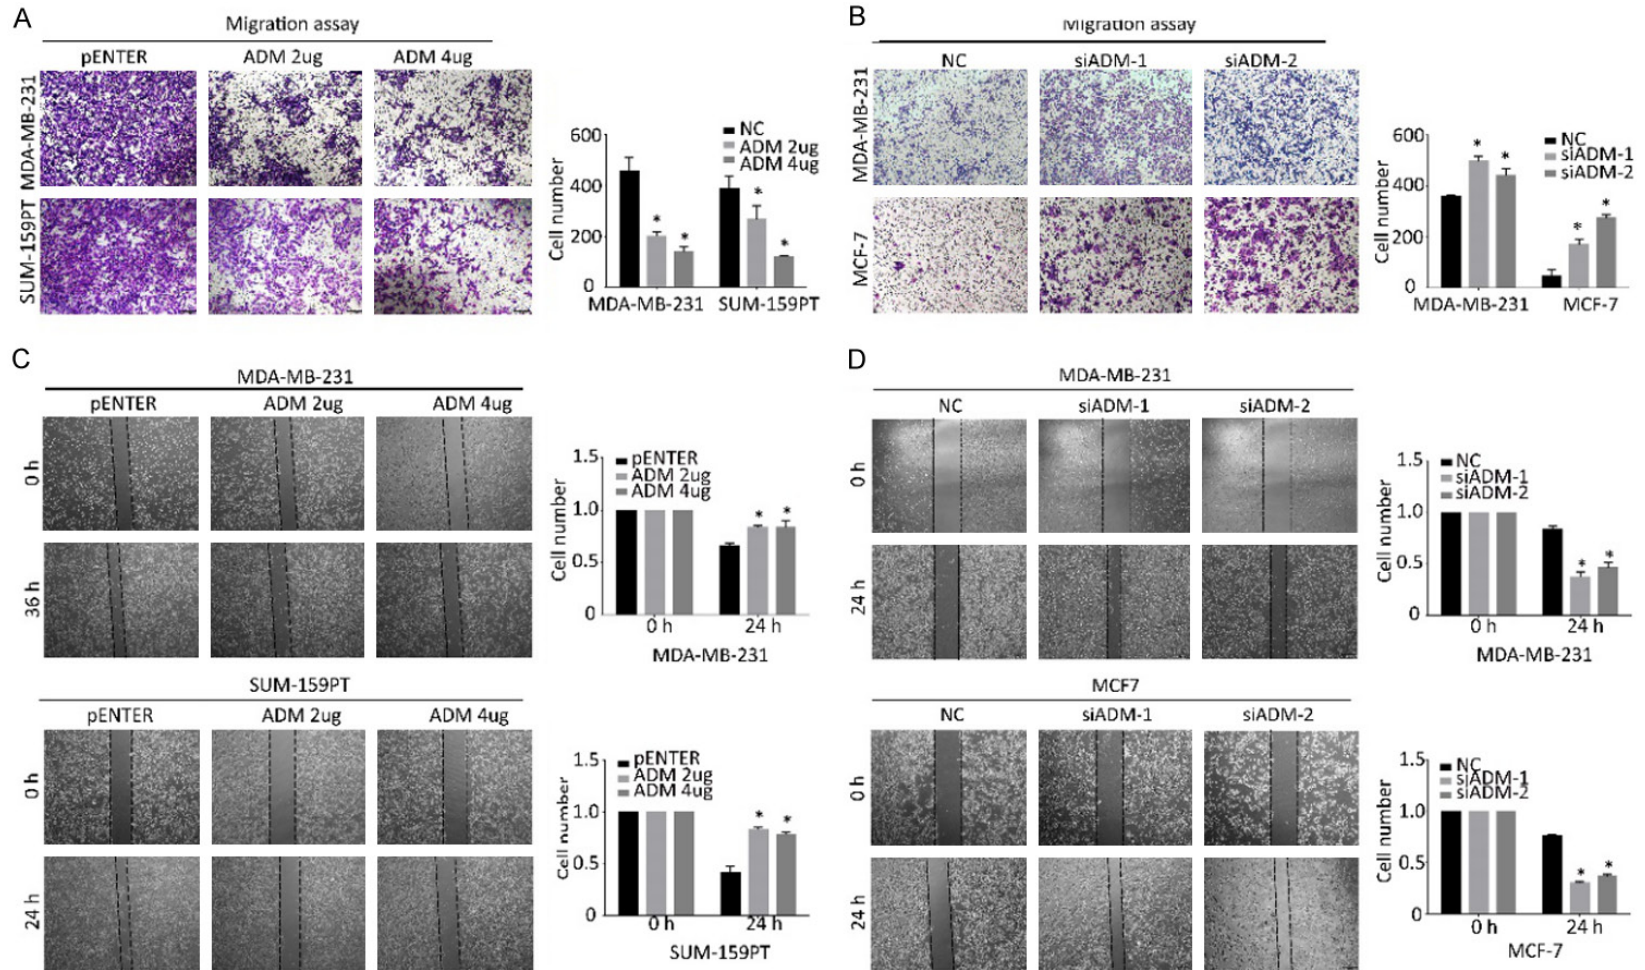 A
Migration assay
pENTER ADM 2ug ADM 4ug
MDA-MB-231
SUM-159PT
600
400
200
0
Cell number
NC
ADM 2ug
ADM 4ug
* * * *
MDA-MB-231 SUM-159PT
B
Migration assay
NC siADM-1 siADM-2
MDA-MB-231
MCF-7
600
400
200
0
Cell number
NC
siADM-1
siADM-2
* * * *
MDA-MB-231 MCF-7
C
MDA-MB-231
pENTER ADM 2ug ADM 4ug
0 h
36 h
1.5
1.0
0.5
0
Cell number
pENTER
ADM 2ug
ADM 4ug
* *
0 h 24 h
MDA-MB-231
SUM-159PT
pENTER ADM 2ug ADM 4ug
0 h
24 h
1.5
1.0
0.5
0
Cell number
pENTER
ADM 2ug
ADM 4ug
* *
0 h 24 h
SUM-159PT
D
MDA-MB-231
NC siADM-1 siADM-2
0 h
24 h
1.5
1.0
0.5
0
Cell number
NC
siADM-1
siADM-2
* *
0 h 24 h
MDA-MB-231
MCF7
NC siADM-1 siADM-2
0 h
24 h
1.5
1.0
0.5
0
Cell number
NC
siADM-1
siADM-2
* *
0 h 24 h
MCF-7